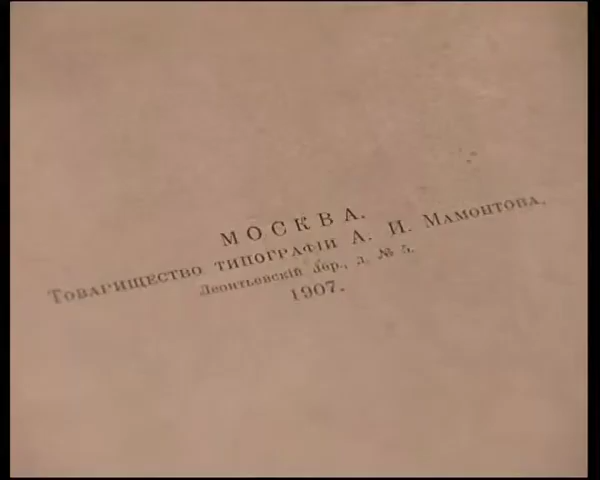 МОСКВА.
Товарищество типографіи А. И. Мамонтова,
Леонтьевскій пер., д. № 5.
1907.